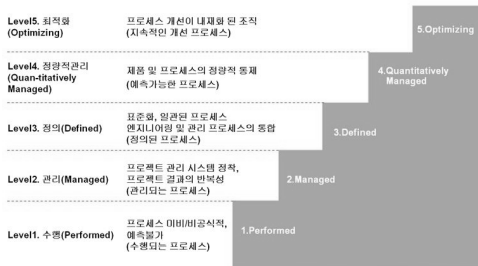 Level5. 최적화
(Optimizing)
프로세스 개선이 내재화 된 조직
(지속적인 개선 프로세스)
5.Optimizing
Level4. 정량적관리
(Quan-titatively
Managed)
제품 및 프로세스의 정량적 통제
(예측가능한 프로세스)
4.Quantitatively
Managed
Level3. 정의(Defined)
표준화, 일관된 프로세스
엔지니어링 및 관리 프로세스의 통합
(정의된 프로세스)
3.Defined
Level2. 관리(Managed)
프로젝트 관리 시스템 정착,
프로젝트 결과의 반복성
(관리되는 프로세스)
2.Managed
Level1. 수행(Performed)
프로세스 미비/비공식적,
예측불가
(수행되는 프로세스)
1.Performed